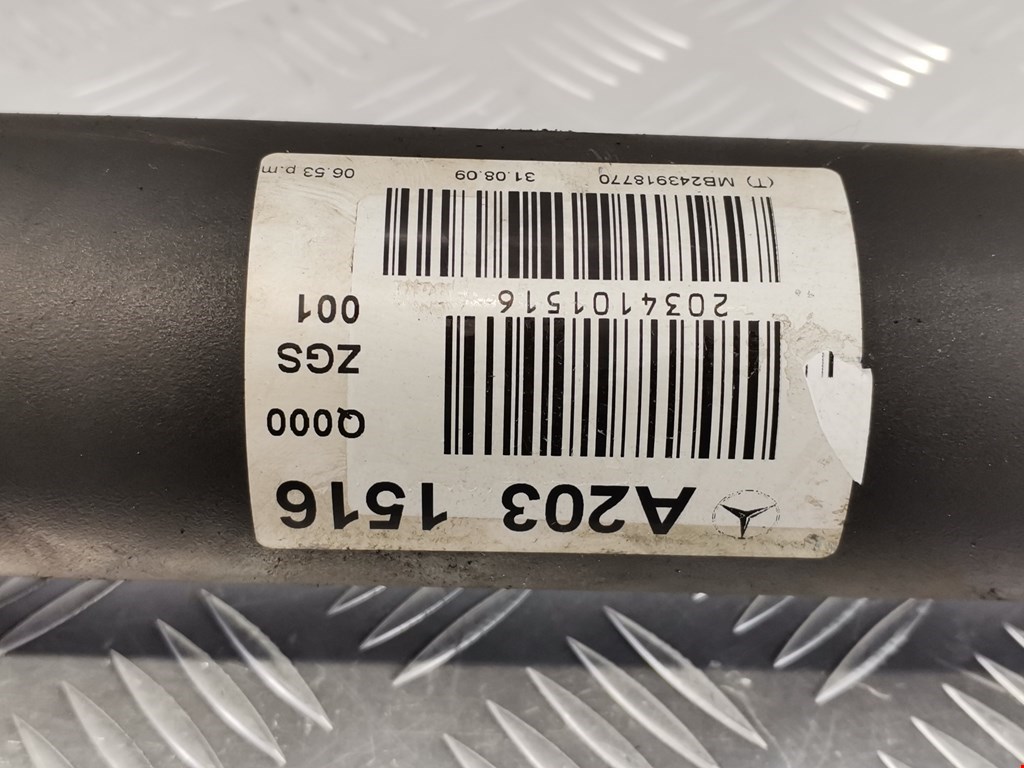 A203 1516
Q000
ZGS
2034101516 001
(T) MB243918770 31.08.09 06.53 p.m